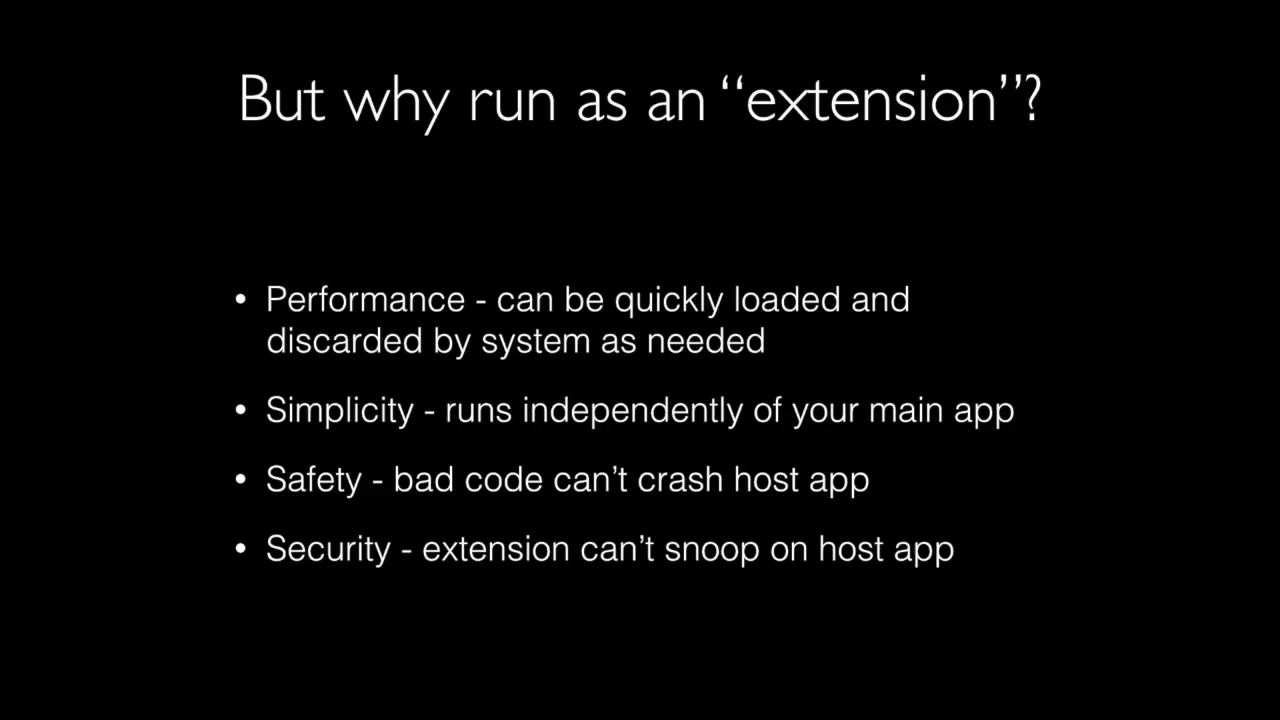 But why run as an “extension”?
• Performance - can be quickly loaded and
discarded by system as needed
• Simplicity - runs independently of your main app
• Safety - bad code can’t crash host app
• Security - extension can’t snoop on host app